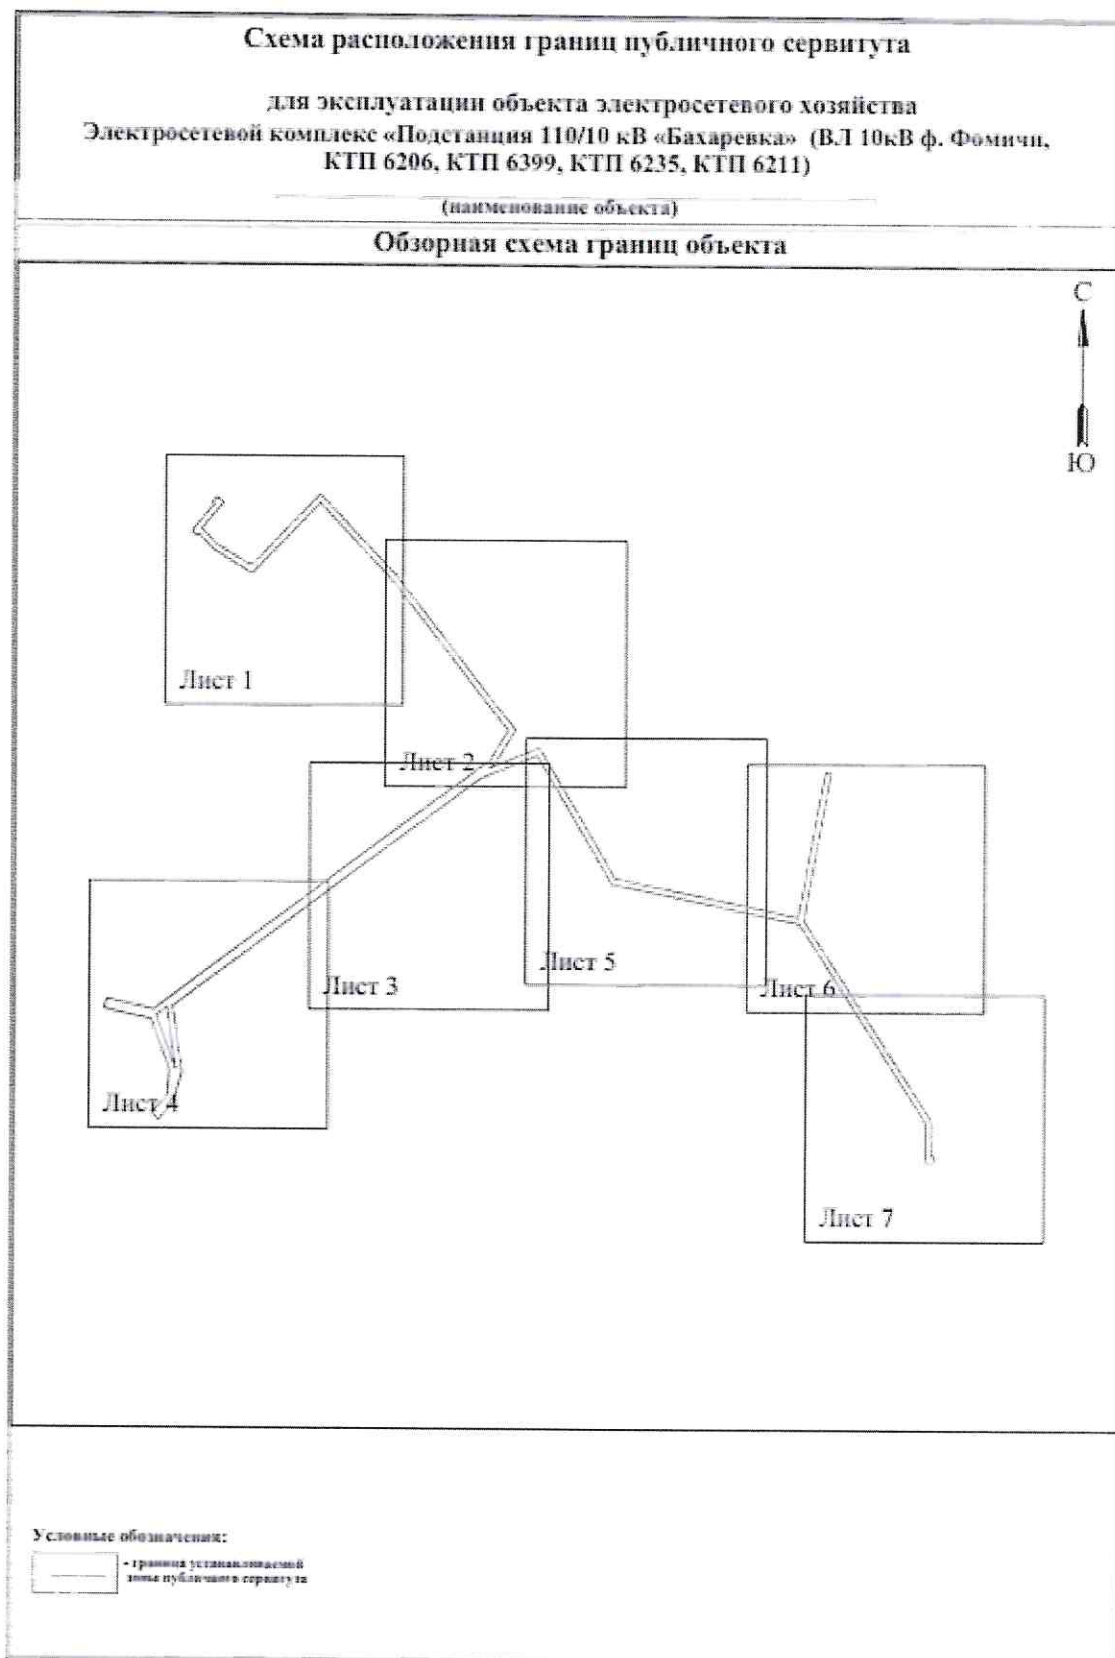 Схема расположения границ публичного сервитута
для эксплуатации объекта электросетевого хозяйства
Электросетевой комплекс «Подстанция 110/10 кВ «Бахаревка» (ВЛ 10кВ ф. Фомичи,
КТП 6206, КТП 6399, КТП 6235, КТП 6211)
(наименование объекта)
Обзорная схема границ объекта
С
Ю
Лист 1
Лист 2
Лист 3
Лист 4
Лист 5
Лист 6
Лист 7
Условные обозначения:
- граница устанавливаемой
зоны публичного сервитута